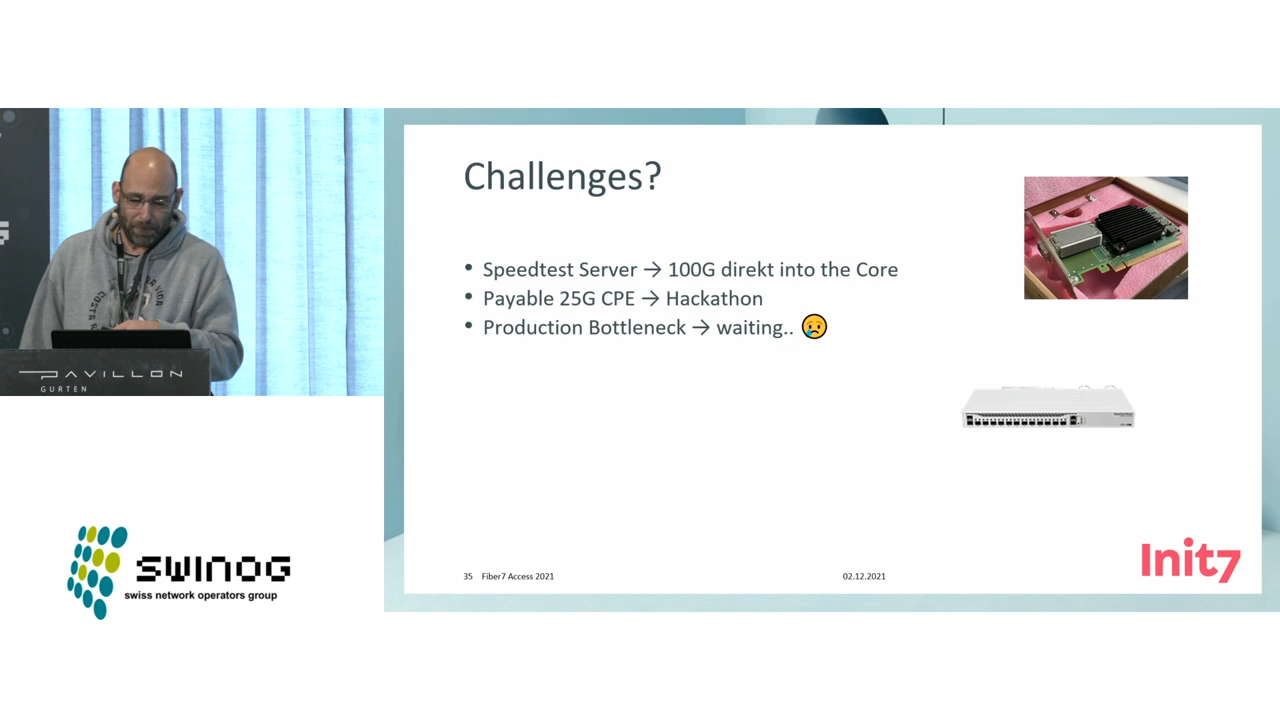 Challenges?
• Speedtest Server → 100G direkt into the Core
• Payable 25G CPE → Hackathon
• Production Bottleneck → waiting.. 😢
PAVILLON
GURTEN
swinog
swiss network operators group
35 Fiber7 Access 2021
02.12.2021
Init7